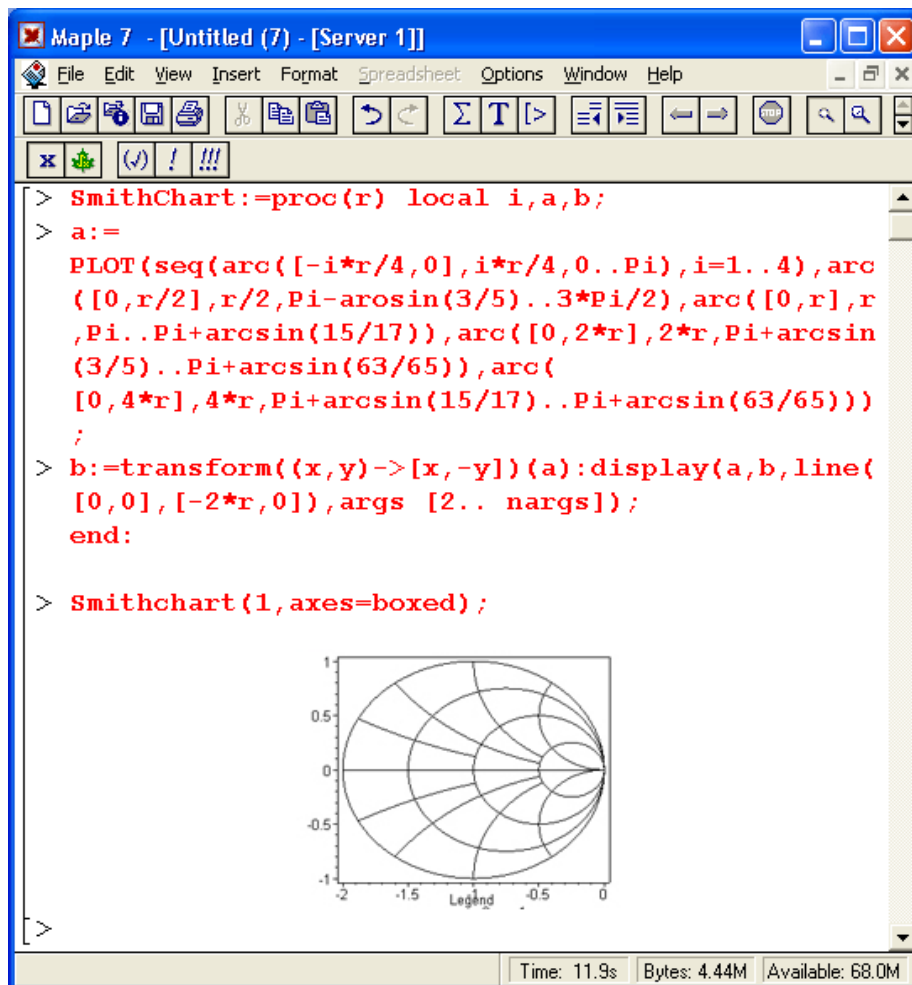 Maple 7 - [Untitled (7) - [Server 1]]
File Edit View Insert Format Spreadsheet Options Window Help
Σ T [>
STOP
x (√) ! !!!
[ > SmithChart:=proc(r) local i,a,b;
> a:=
PLOT(seq(arc([-i*r/4,0],i*r/4,0..Pi),i=1..4),arc
([0,r/2],r/2,Pi-arosin(3/5)..3*Pi/2),arc([0,r],r
,Pi..Pi+arcsin(15/17)),arc([0,2*r],2*r,Pi+arcsin
(3/5)..Pi+arcsin(63/65)),arc(
[0,4*r],4*r,Pi+arcsin(15/17)..Pi+arcsin(63/65)))
;
> b:=transform((x,y)->[x,-y])(a):display(a,b,line(
[0,0],[-2*r,0]),args [2.. nargs]);
end:
> Smithchart(1,axes=boxed);
1
0.5
0
-0.5
-1
-2 -1.5 -1 -0.5 0
Legend
[ >
Time: 11.9s Bytes: 4.44M Available: 68.0M